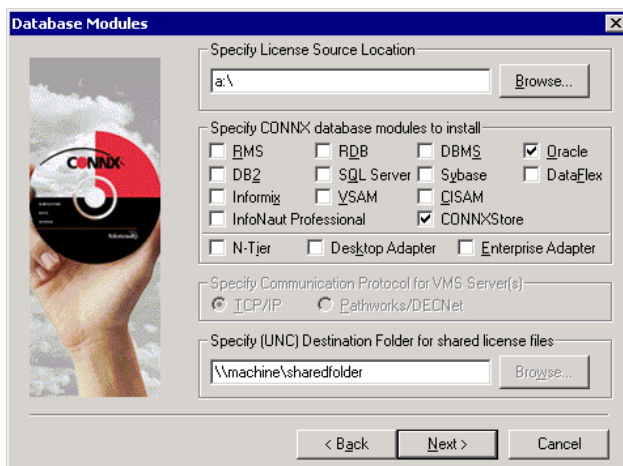 Database Modules
Specify License Source Location
a:\
Browse...
Specify CONNX database modules to install
RMS RDB DBMS Oracle
DB2 SQL Server Sybase DataFlex
Informix VSAM CISAM
InfoNaut Professional CONNXStore
N-Tier Desktop Adapter Enterprise Adapter
Specify Communication Protocol for VMS Server(s)
TCP/IP Pathworks/DECNet
Specify (UNC) Destination Folder for shared license files
\\machine\sharedfolder
Browse...
< Back Next > Cancel
CONNX